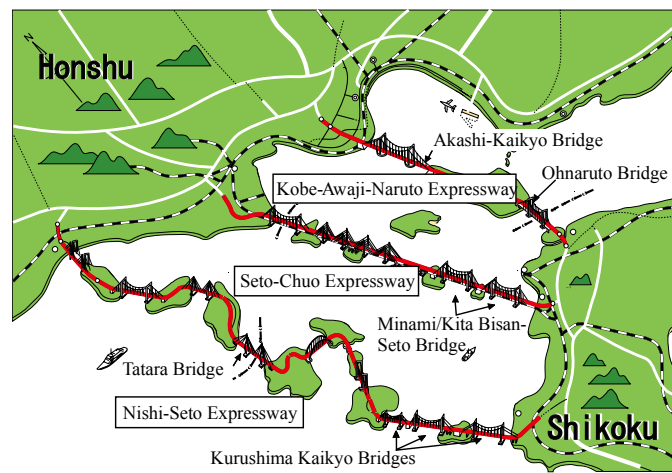 Honshu
Akashi-Kaikyo Bridge
Ohnaruto Bridge
Kobe-Awaji-Naruto Expressway
Seto-Chuo Expressway
Minami/Kita Bisan-
Seto Bridge
Tatara Bridge
Nishi-Seto Expressway
Shikoku
Kurushima Kaikyo Bridges